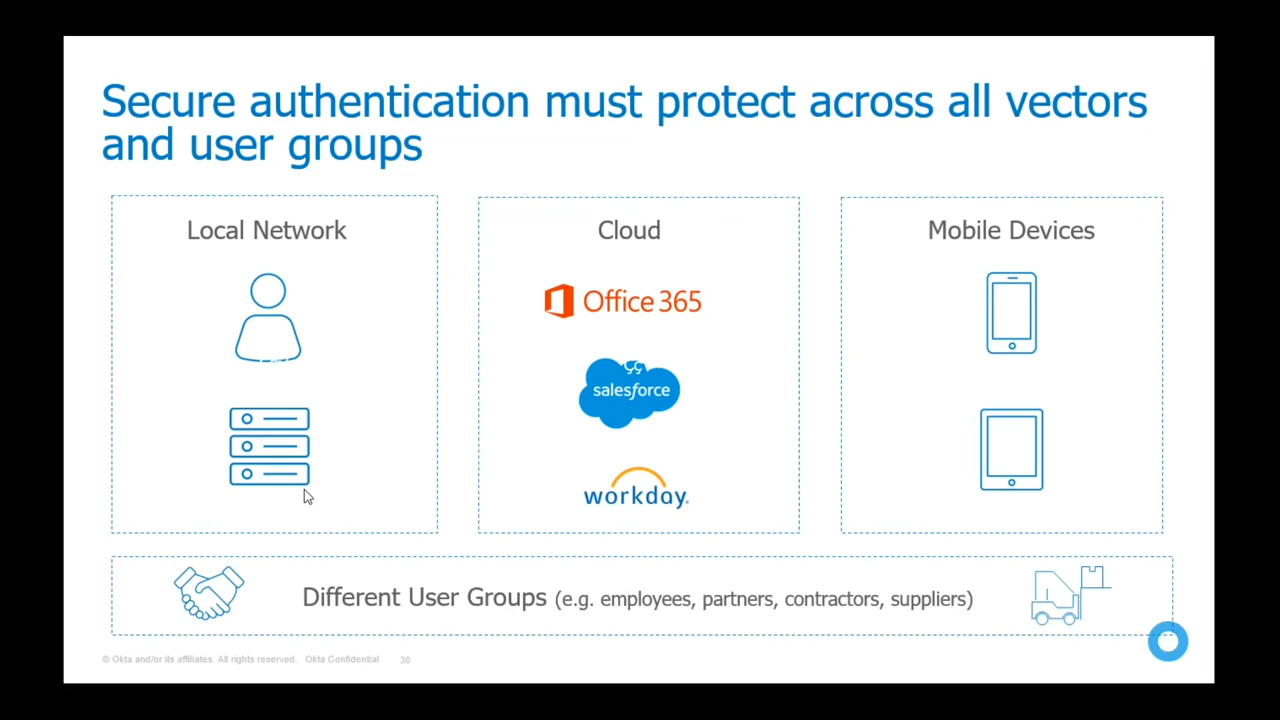 Secure authentication must protect across all vectors
and user groups
Local Network
Cloud
Mobile Devices
Office 365
salesforce
workday.
Different User Groups (e.g. employees, partners, contractors, suppliers)
© Okta and/or its affiliates. All rights reserved. Okta Confidential 30